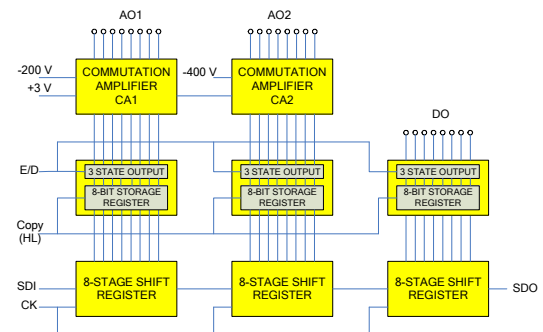 AO1
AO2
-200 V
+3 V
COMMUTATION
AMPLIFIER
CA1
-400 V
COMMUTATION
AMPLIFIER
CA2
DO
E/D
3 STATE OUTPUT
8-BIT STORAGE
REGISTER
3 STATE OUTPUT
8-BIT STORAGE
REGISTER
3 STATE OUTPUT
8-BIT STORAGE
REGISTER
Copy
(HL)
SDI
CK
8-STAGE SHIFT
REGISTER
8-STAGE SHIFT
REGISTER
8-STAGE SHIFT
REGISTER
SDO